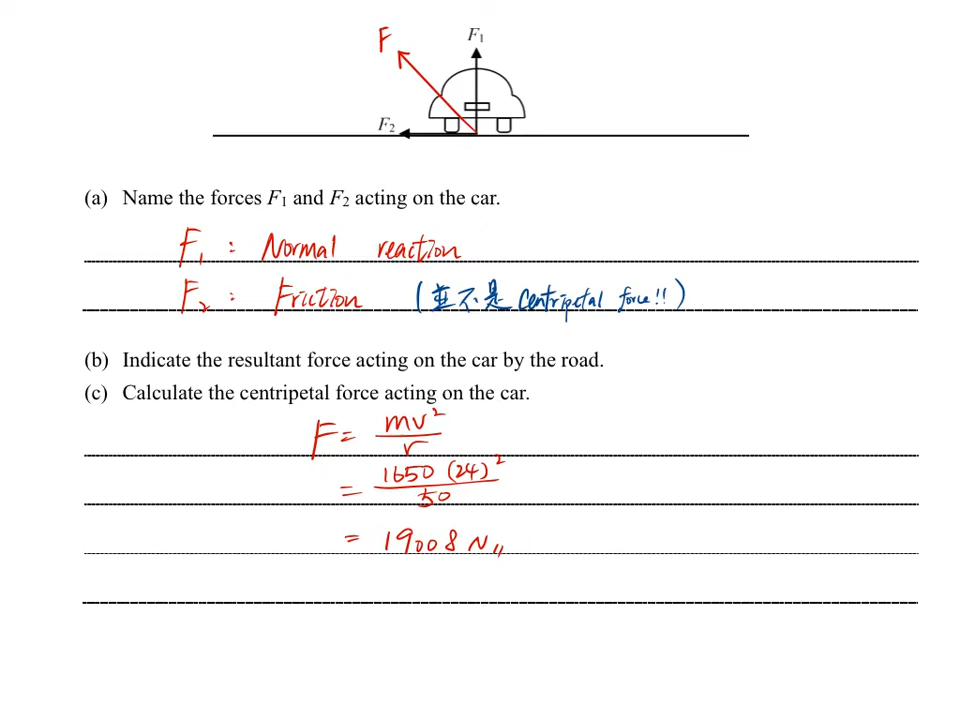 F
F₁
F₂
(a) Name the forces F₁ and F₂ acting on the car.
F₁ : Normal reaction
F₂ : Friction (並不是 Centripetal force!!)
(b) Indicate the resultant force acting on the car by the road.
(c) Calculate the centripetal force acting on the car.
F = mv²/r
= 1650 (24)²/50
= 19008 N